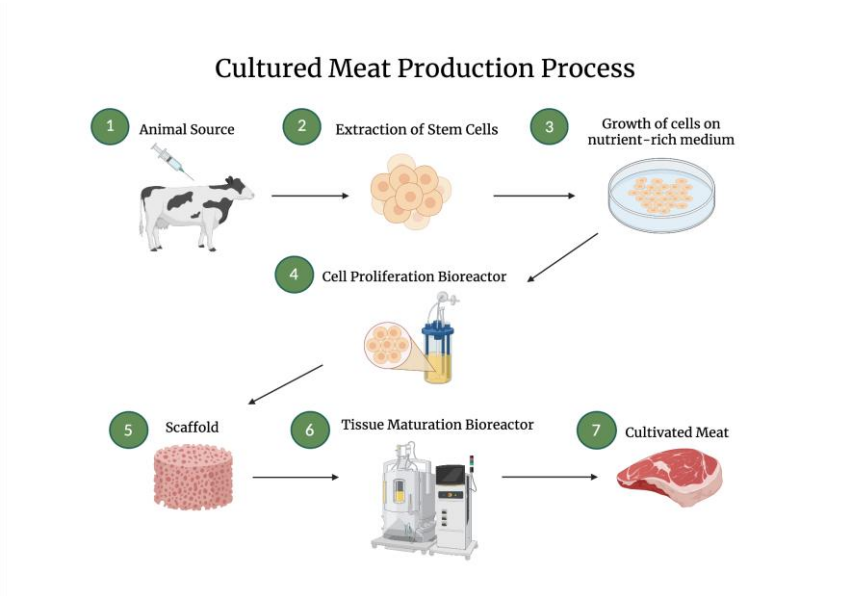 Cultured Meat Production Process
1 Animal Source
2 Extraction of Stem Cells
3 Growth of cells on
nutrient-rich medium
4 Cell Proliferation Bioreactor
5 Scaffold
6 Tissue Maturation Bioreactor
7 Cultivated Meat